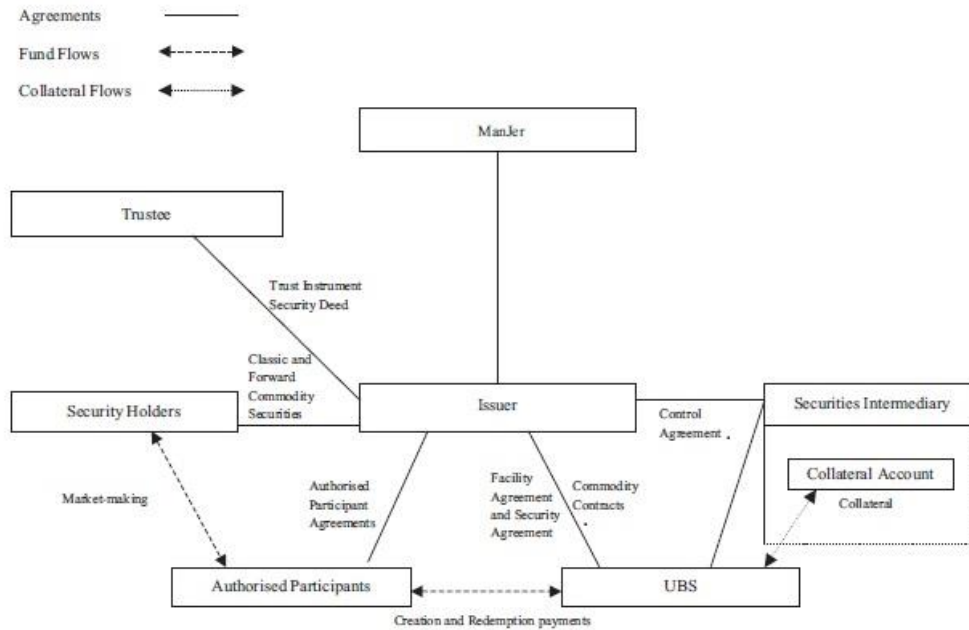 Agreements
Fund Flows
Collateral Flows
ManJer
Trustee
Trust Instrument
Security Deed
Classic and
Forward
Commodity
Securities
Security Holders
Issuer
Securities Intermediary
Control
Agreement
Collateral Account
Collateral
Market-making
Authorised
Participant
Agreements
Facility
Agreement
and Security
Agreement
Commodity
Contracts
Authorised Participants
UBS
Creation and Redemption payments